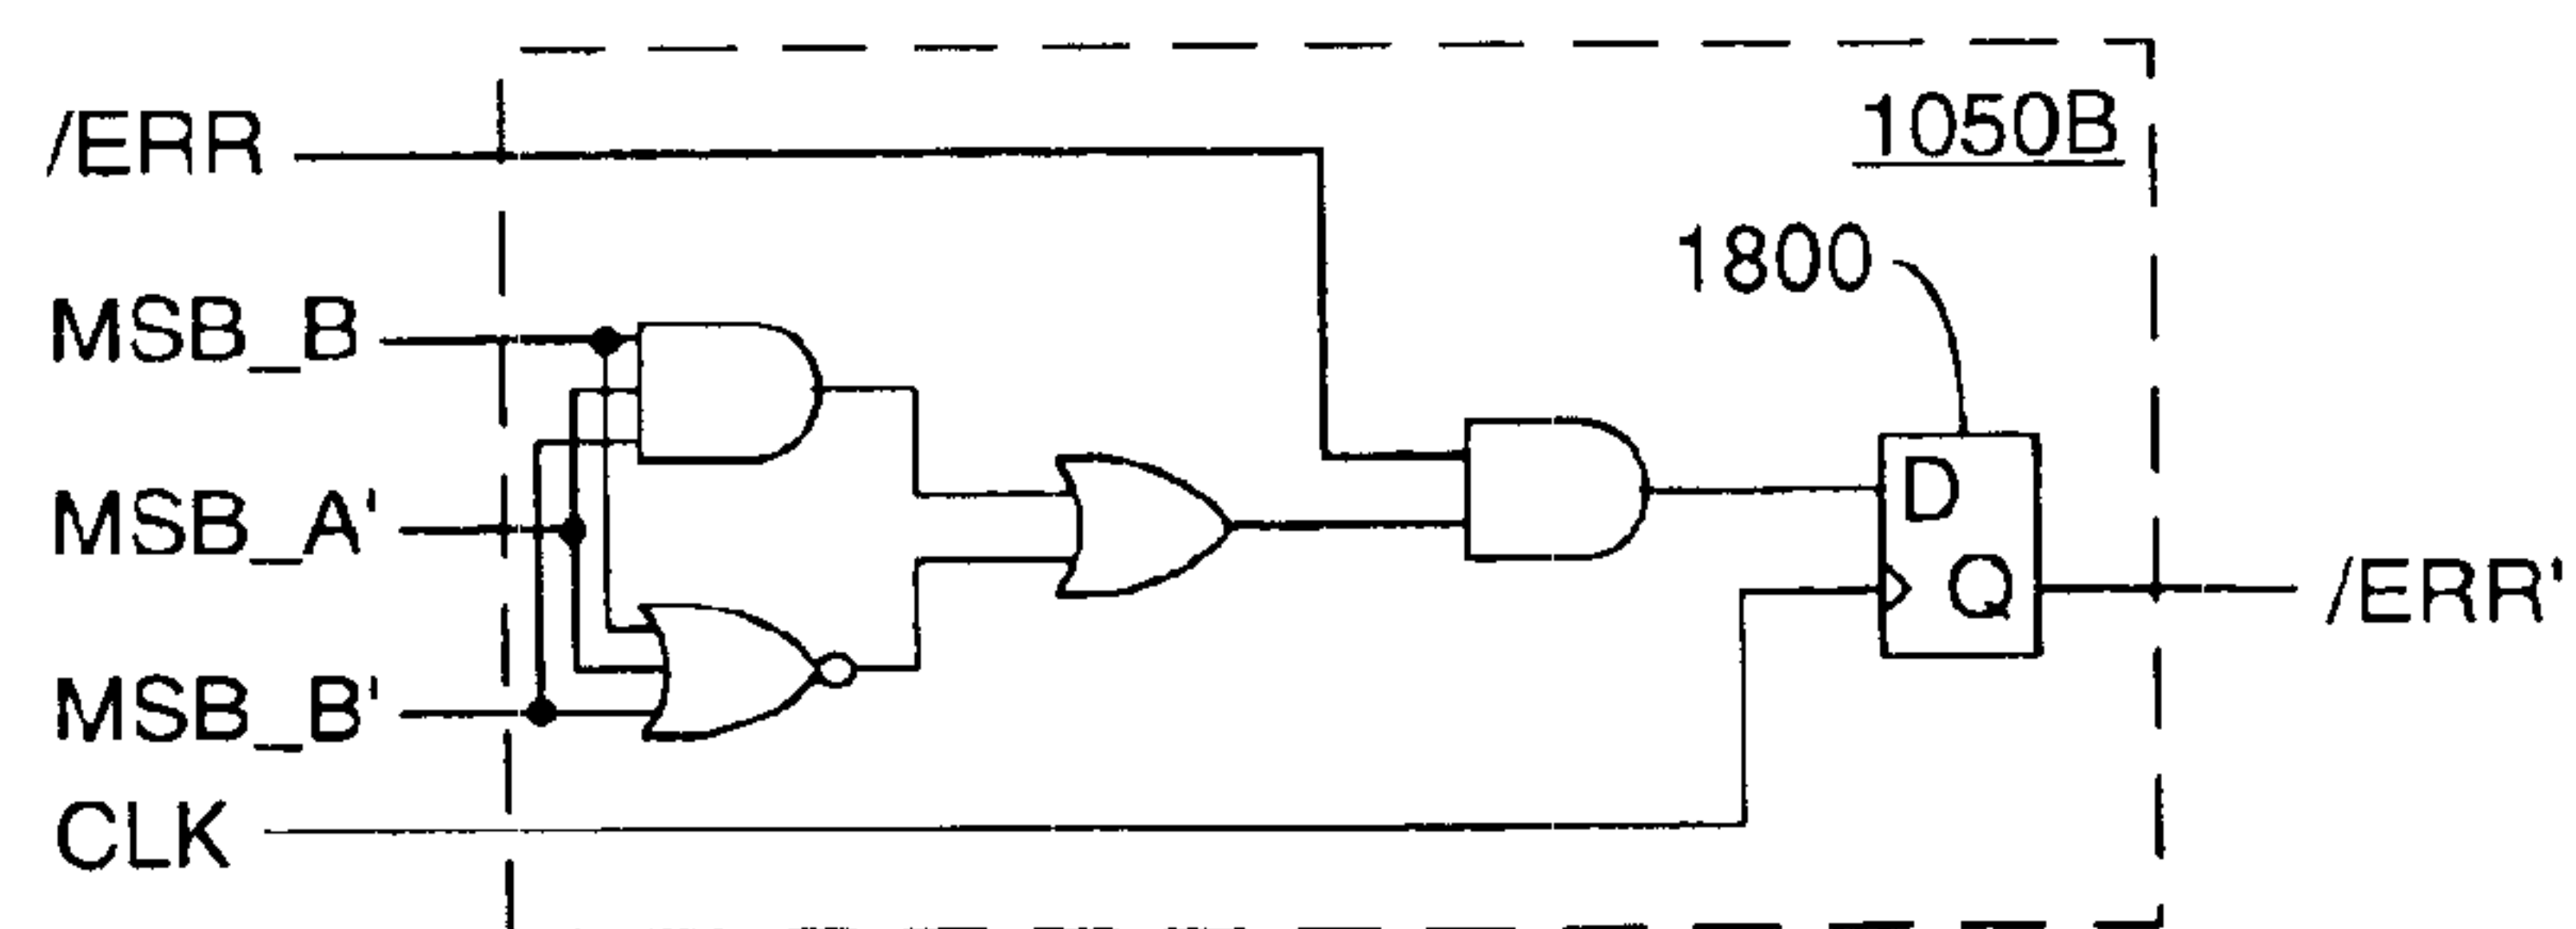 /ERR
1050B
1800
MSB_B
MSB_A'
D
MSB_B'
Q
/ERR'
CLK